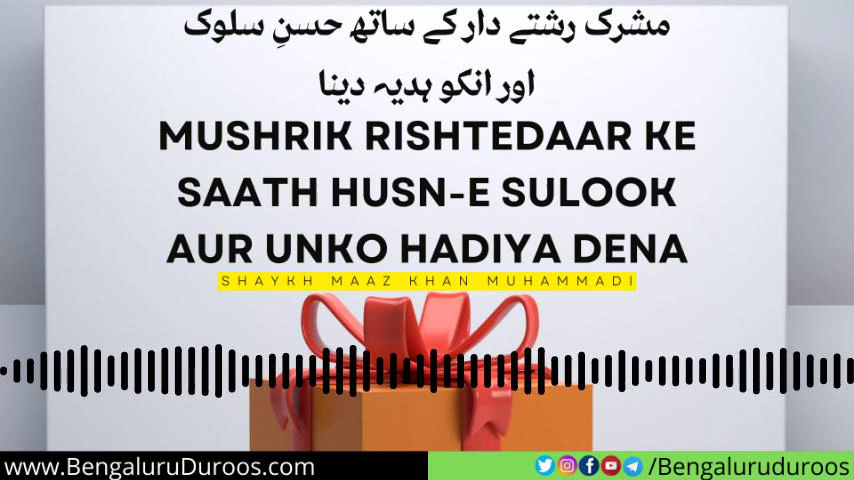 مشرک رشتے دار کے ساتھ حسنِ سلوک
اور انکو ہدیہ دینا
MUSHRIK RISHTEDAAR KE
SAATH HUSN-E SULOOK
AUR UNKO HADIYA DENA
SHAYKH MAAZ KHAN MUHAMMADI
www.BengaluruDuroos.com
/Bengaluruduroos